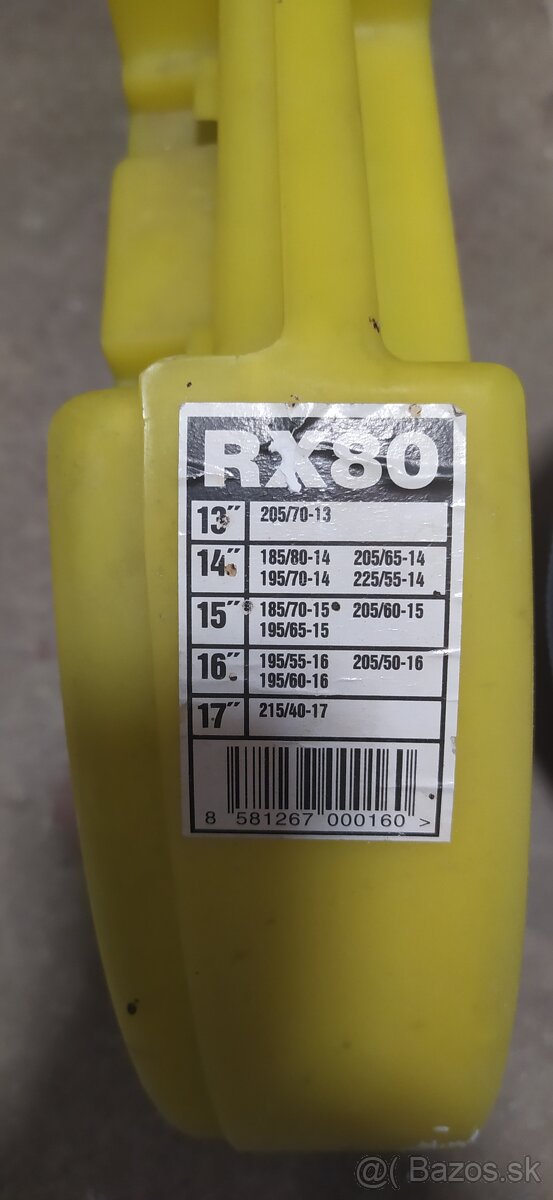 RX80
13˝ 205/70-13
14˝ 185/80-14 205/65-14
195/70-14 225/55-14
15˝ 185/70-15 205/60-15
195/65-15
16˝ 195/55-16 205/50-16
195/60-16
17˝ 215/40-17
8 581267 000160 >
@( Bazos.sk